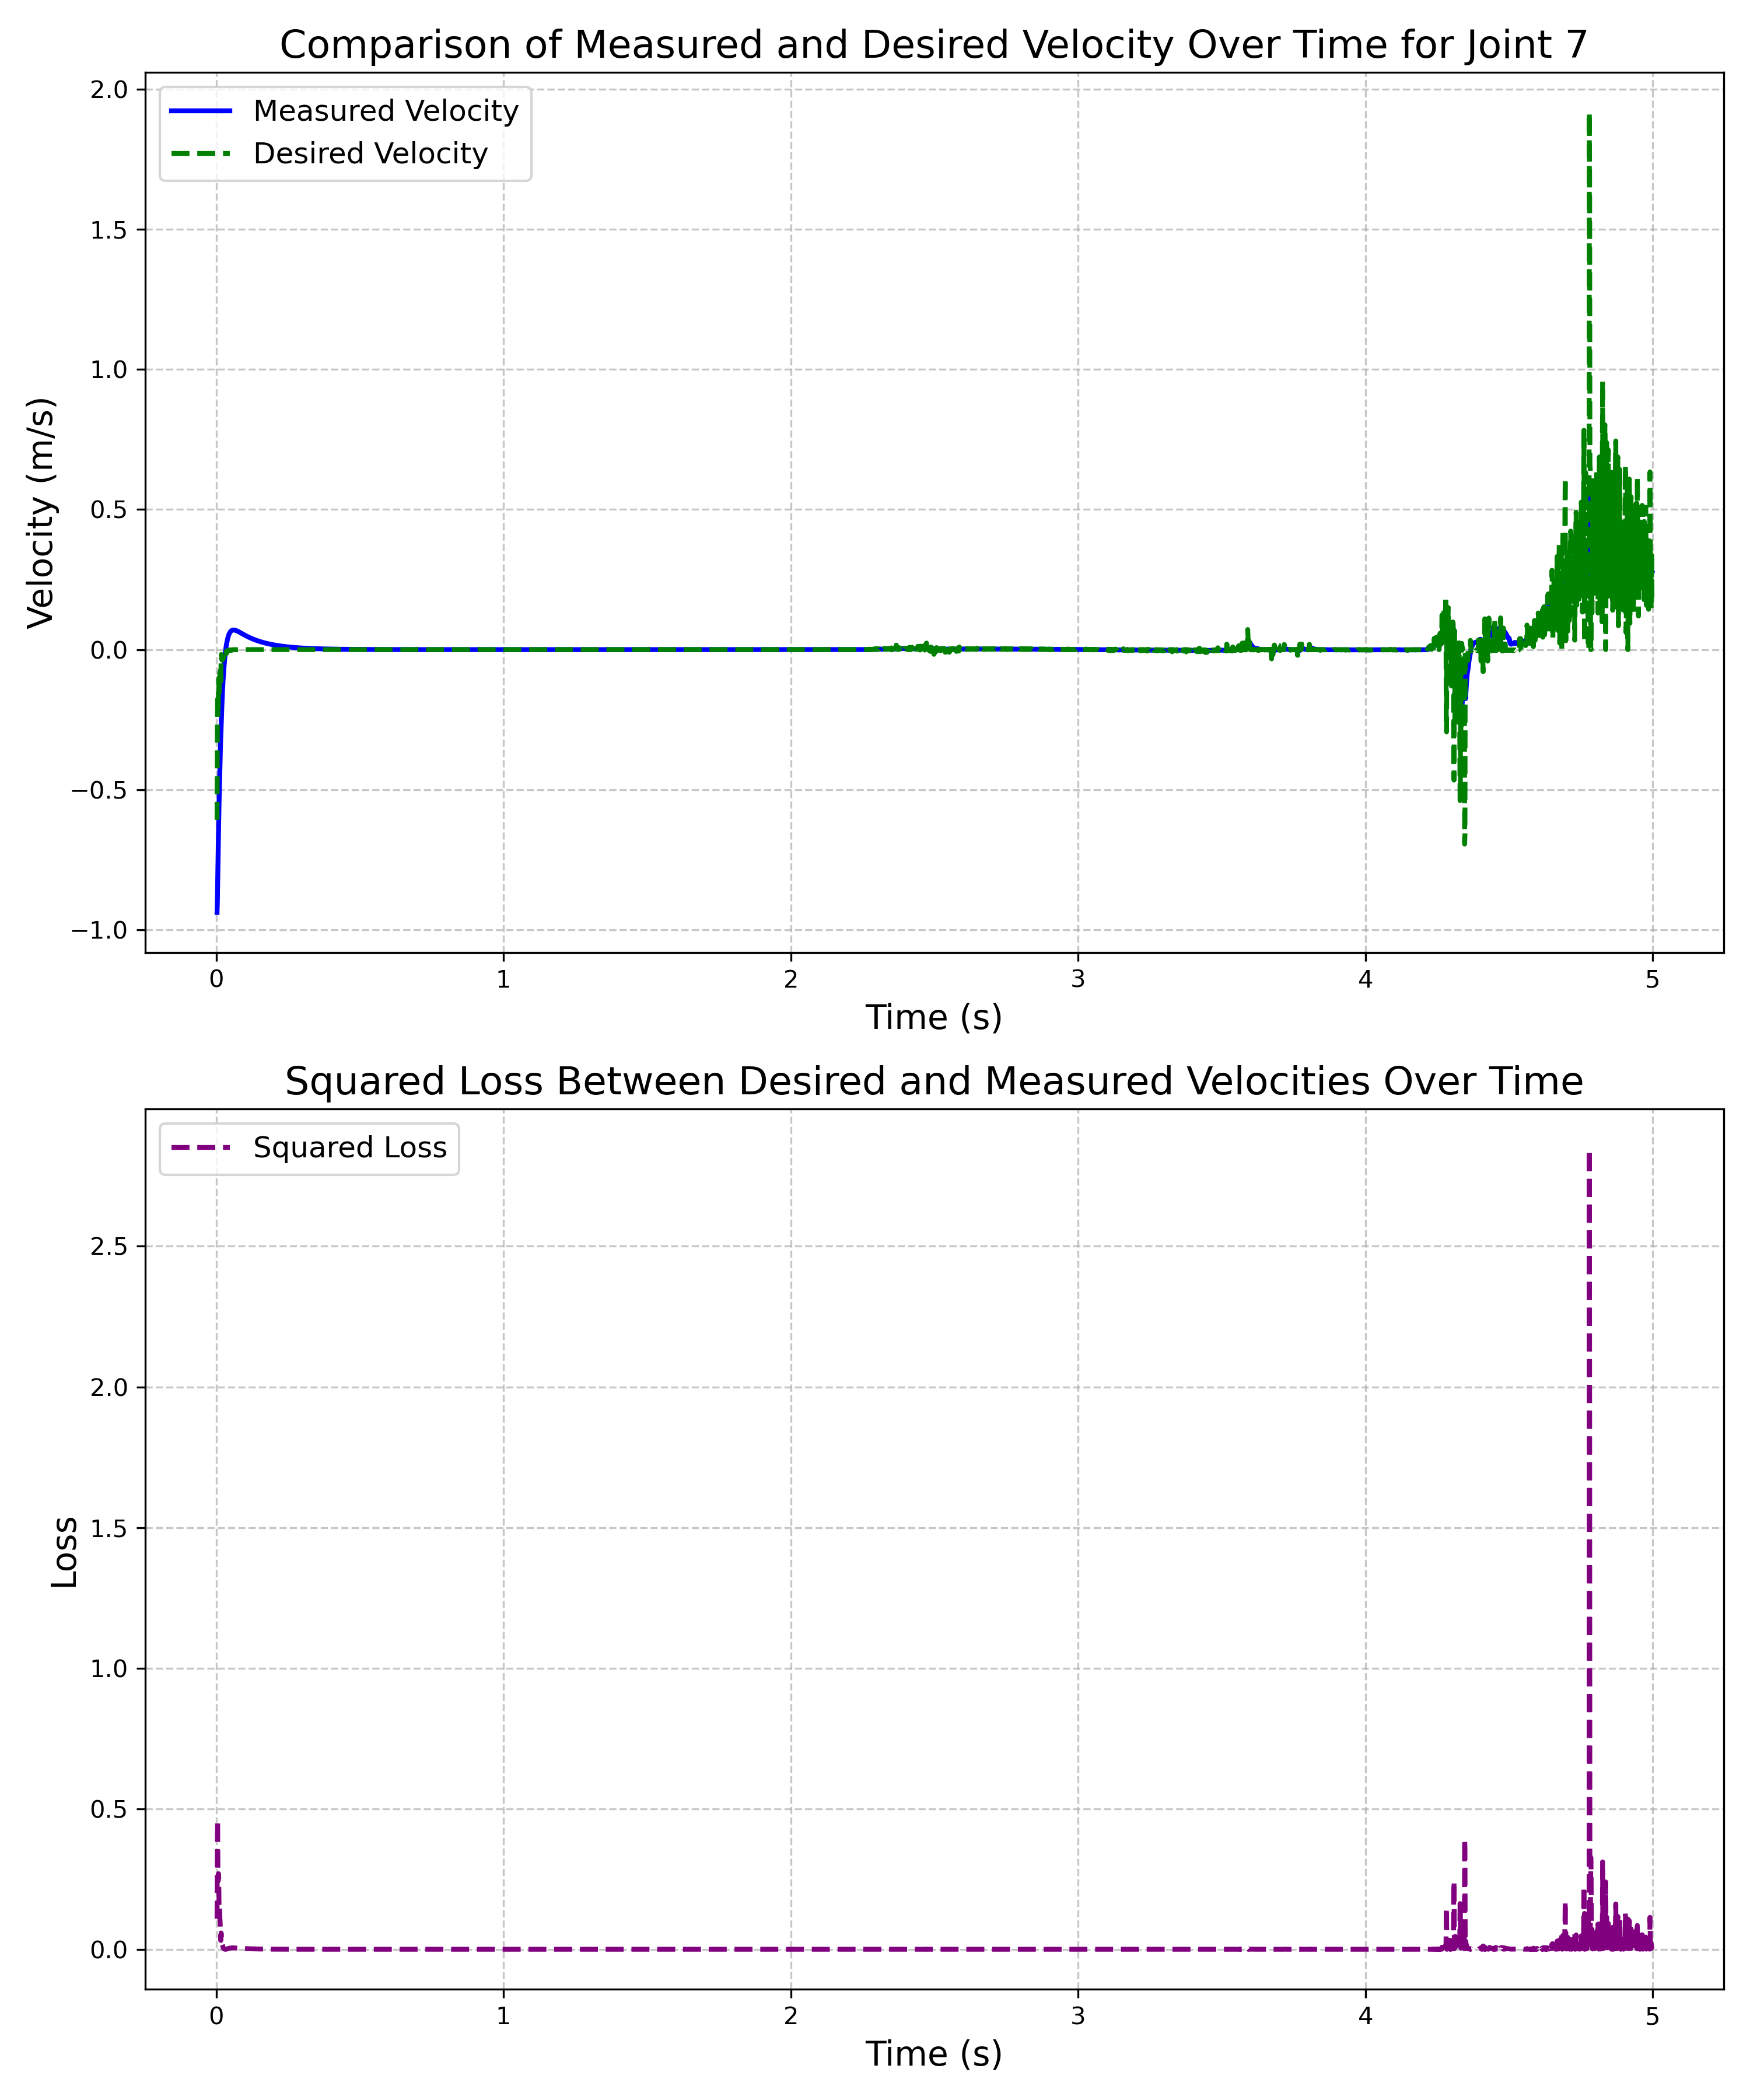 Comparison of Measured and Desired Velocity Over Time for Joint 7
Measured Velocity
Desired Velocity
2.0
1.5
1.0
0.5
0.0
−0.5
−1.0
Velocity (m/s)
0 1 2 3 4 5
Time (s)
Squared Loss Between Desired and Measured Velocities Over Time
Squared Loss
2.5
2.0
1.5
1.0
0.5
0.0
Loss
0 1 2 3 4 5
Time (s)